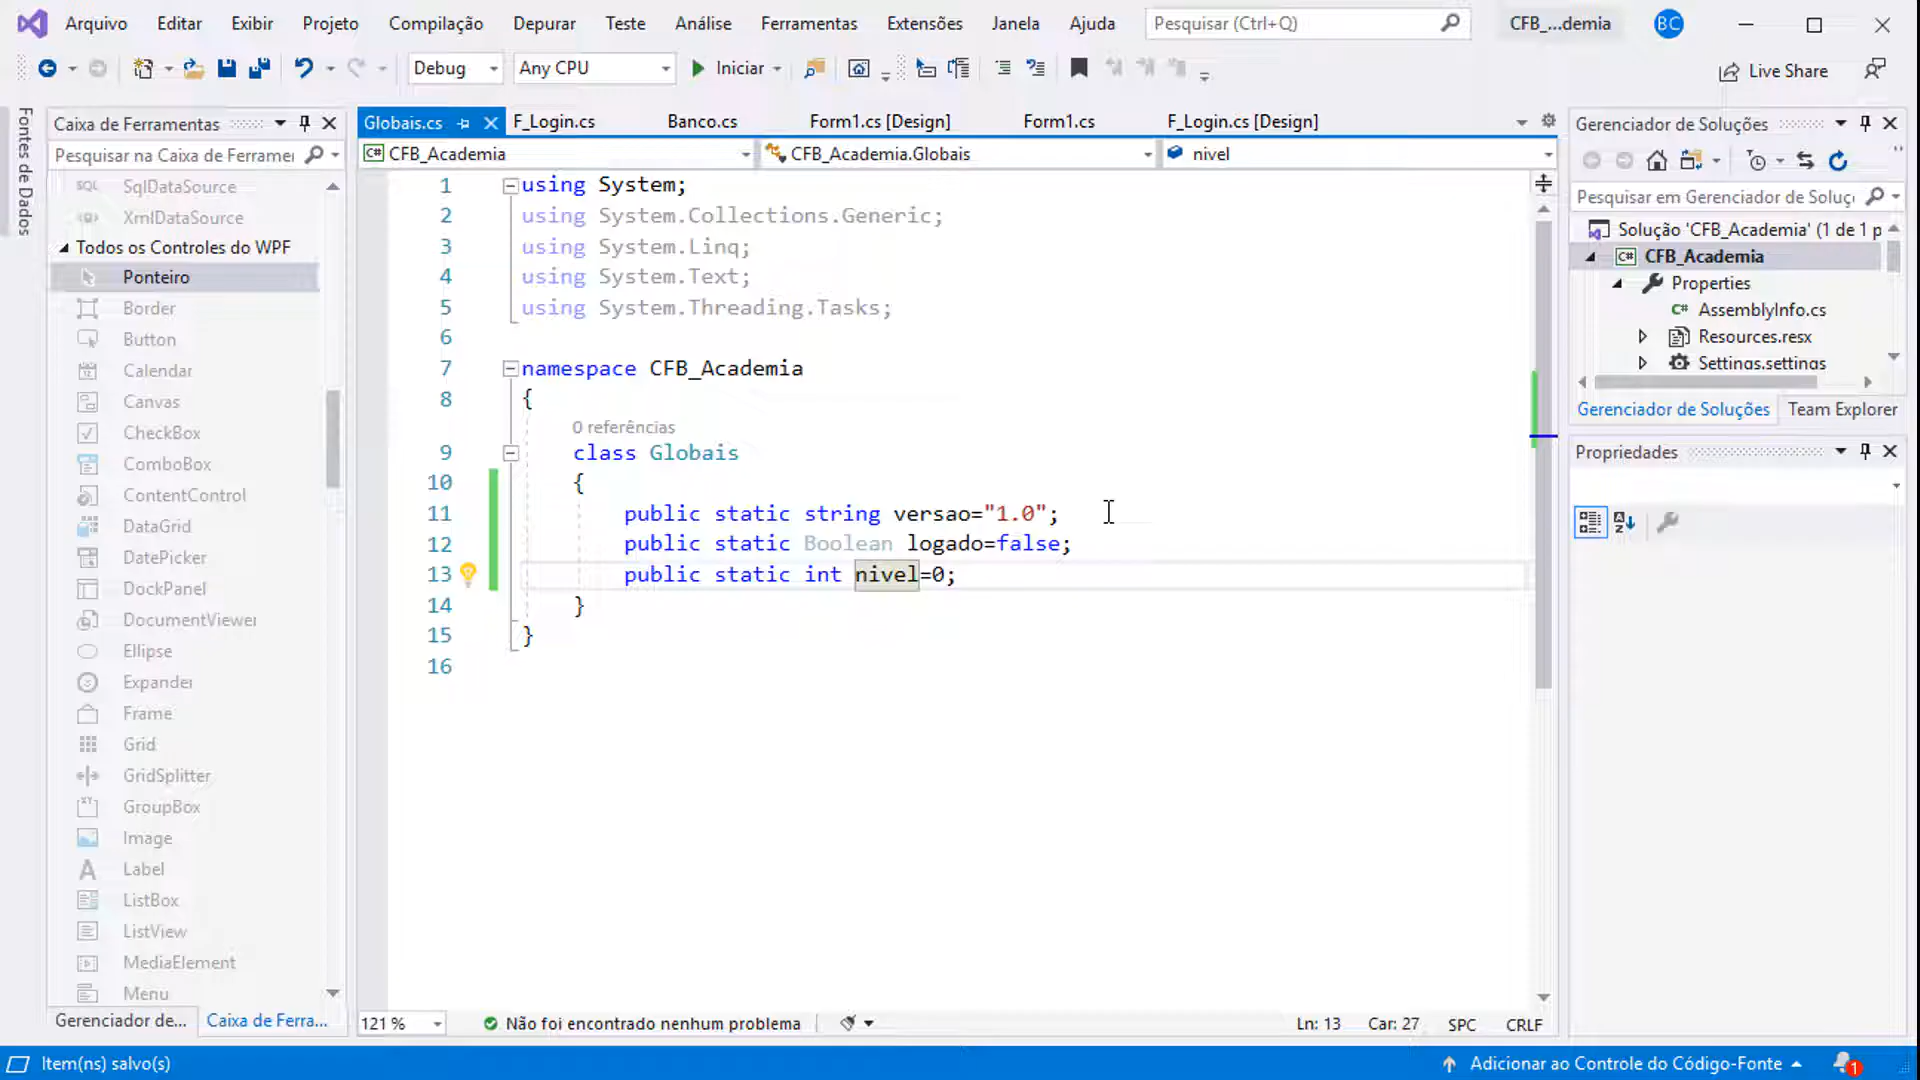 Arquivo Editar Exibir Projeto Compilação Depurar Teste Análise Ferramentas Extensões Janela Ajuda Pesquisar (Ctrl+Q) CFB_...demia BC
Debug Any CPU Iniciar Live Share
Fontes de Dados
Caixa de Ferramentas
Pesquisar na Caixa de Ferramer
SqlDataSource
XmlDataSource
Todos os Controles do WPF
Ponteiro
Border
Button
Calendar
Canvas
CheckBox
ComboBox
ContentControl
DataGrid
DatePicker
DockPanel
DocumentViewer
Ellipse
Expander
Frame
Grid
GridSplitter
GroupBox
Image
Label
ListBox
ListView
MediaElement
Menu
Gerenciador de... Caixa de Ferra...
Globais.cs F_Login.cs Banco.cs Form1.cs [Design] Form1.cs F_Login.cs [Design]
CFB_Academia CFB_Academia.Globais nivel
1 using System;
2 using System.Collections.Generic;
3 using System.Linq;
4 using System.Text;
5 using System.Threading.Tasks;
6
7 namespace CFB_Academia
8 {
0 referências
9 class Globais
10 {
11 public static string versao="1.0";
12 public static Boolean logado=false;
13 public static int nivel=0;
14 }
15 }
16
121 % Não foi encontrado nenhum problema Ln: 13 Car: 27 SPC CRLF
Gerenciador de Soluções
Pesquisar em Gerenciador de Soluç
Solução 'CFB_Academia' (1 de 1 p
CFB_Academia
Properties
AssemblyInfo.cs
Resources.resx
Settings.settings
Gerenciador de Soluções Team Explorer
Propriedades
Item(ns) salvo(s) Adicionar ao Controle do Código-Fonte 1